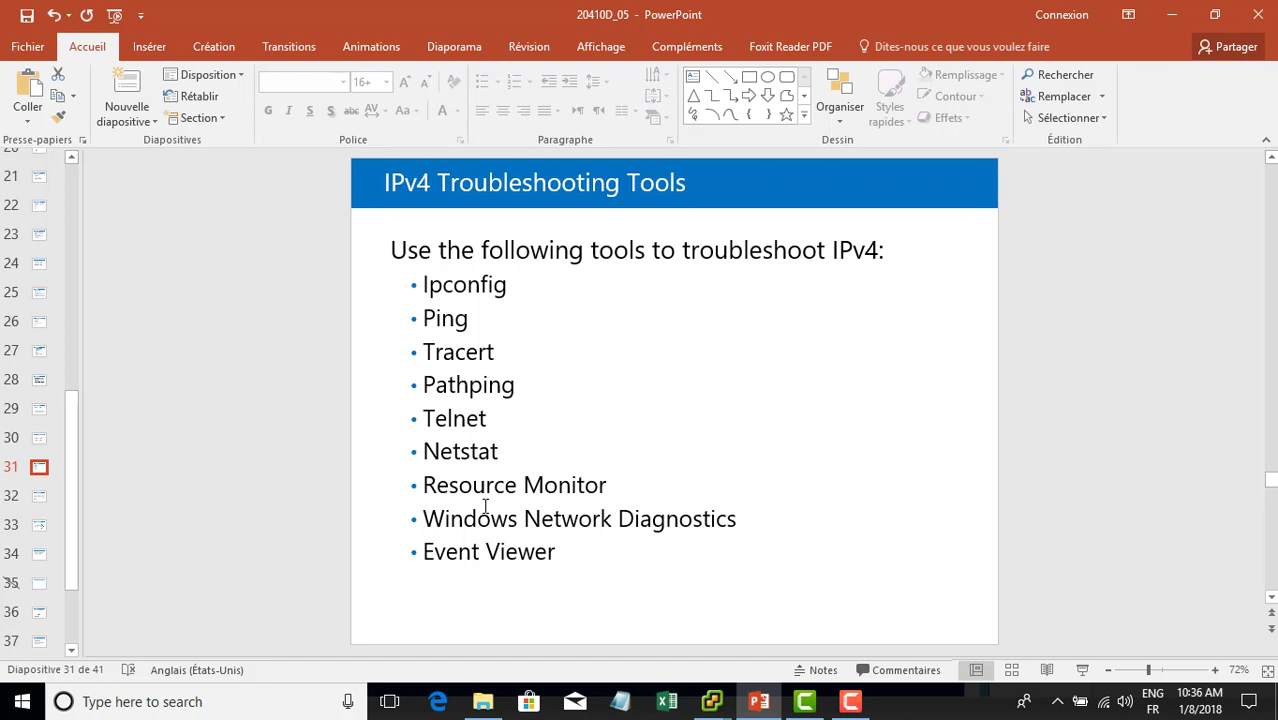 20410D_05 - PowerPoint
Connexion
Fichier
Accueil
Insérer
Création
Transitions
Animations
Diaporama
Révision
Affichage
Compléments
Foxit Reader PDF
Dites-nous ce que vous voulez faire
Partager
Coller
Presse-papiers
Nouvelle diapositive
Disposition
Rétablir
Section
Diapositives
16+
G I S S abc AV Aa A
Police
Paragraphe
Organiser
Styles rapides
Remplissage
Contour
Effets
Dessin
Rechercher
Remplacer
Sélectionner
Édition
21
22
23
24
25
26
27
28
29
30
31
32
33
34
35
36
37
IPv4 Troubleshooting Tools
Use the following tools to troubleshoot IPv4:
• Ipconfig
• Ping
• Tracert
• Pathping
• Telnet
• Netstat
• Resource Monitor
• Windows Network Diagnostics
• Event Viewer
Diapositive 31 de 41
Anglais (États-Unis)
Notes
Commentaires
72%
Type here to search
ENG
FR
10:36 AM
1/8/2018